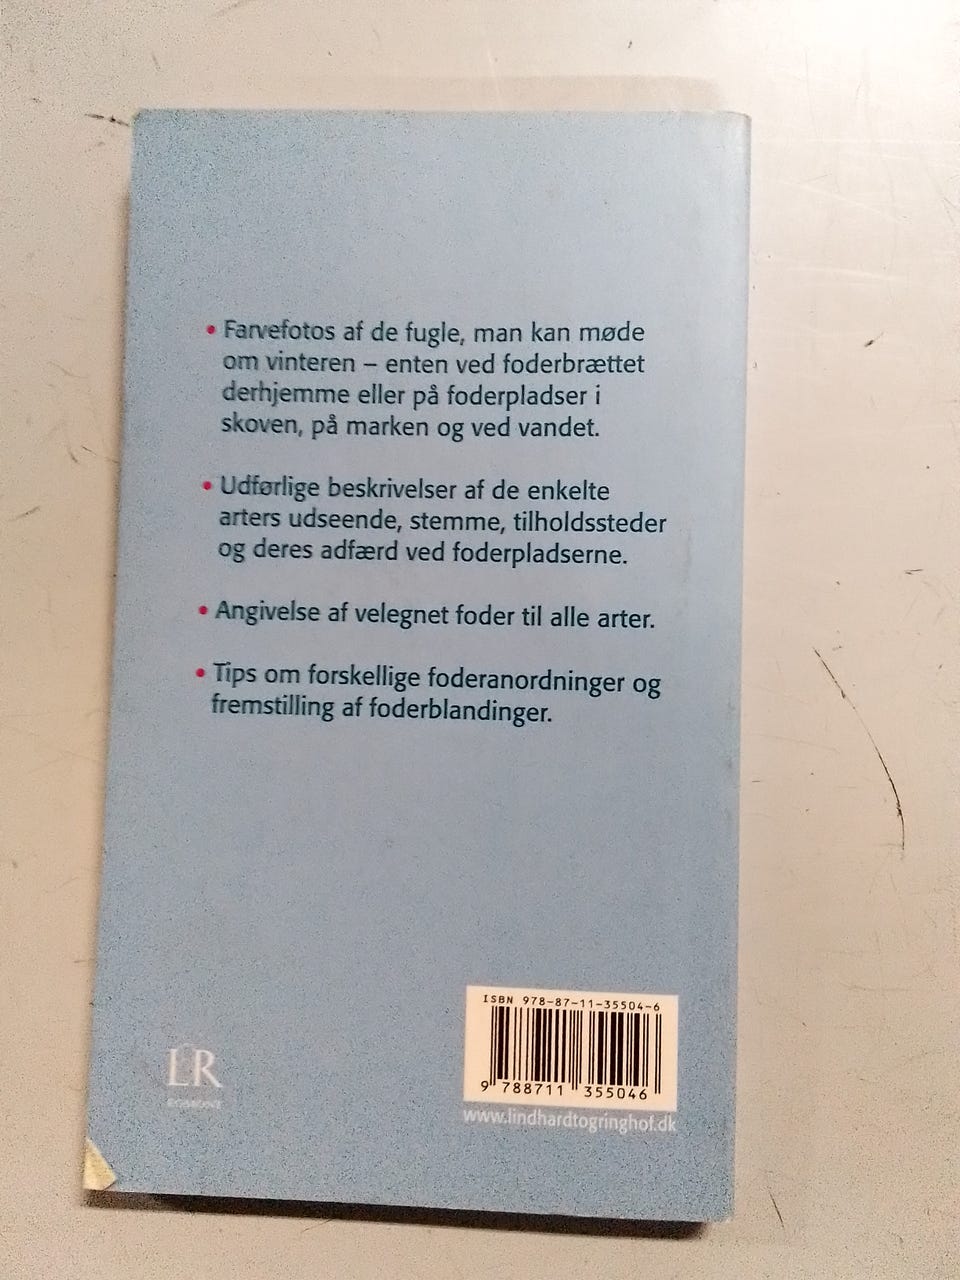 • Farvefotos af de fugle, man kan møde
om vinteren – enten ved foderbrættet
derhjemme eller på foderpladser i
skoven, på marken og ved vandet.
• Udførlige beskrivelser af de enkelte
arters udseende, stemme, tilholdssteder
og deres adfærd ved foderpladserne.
• Angivelse af velegnet foder til alle arter.
• Tips om forskellige foderanordninger og
fremstilling af foderblandinger.
ISBN 978-87-11-35504-6
9 788711 355046
L&R
EGMONT
www.lindhardtogringhof.dk